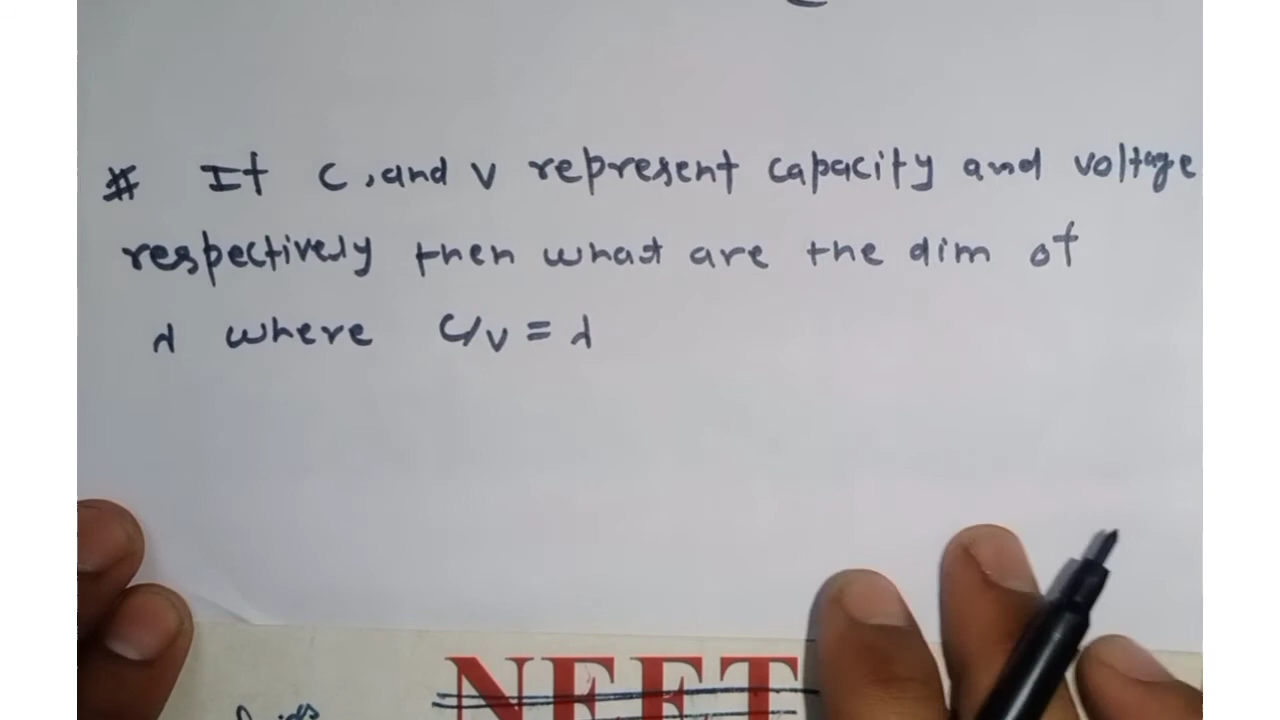 # If C, and V represent capacity and voltage
respectively then what are the dim of
λ where C/V = λ
NEET